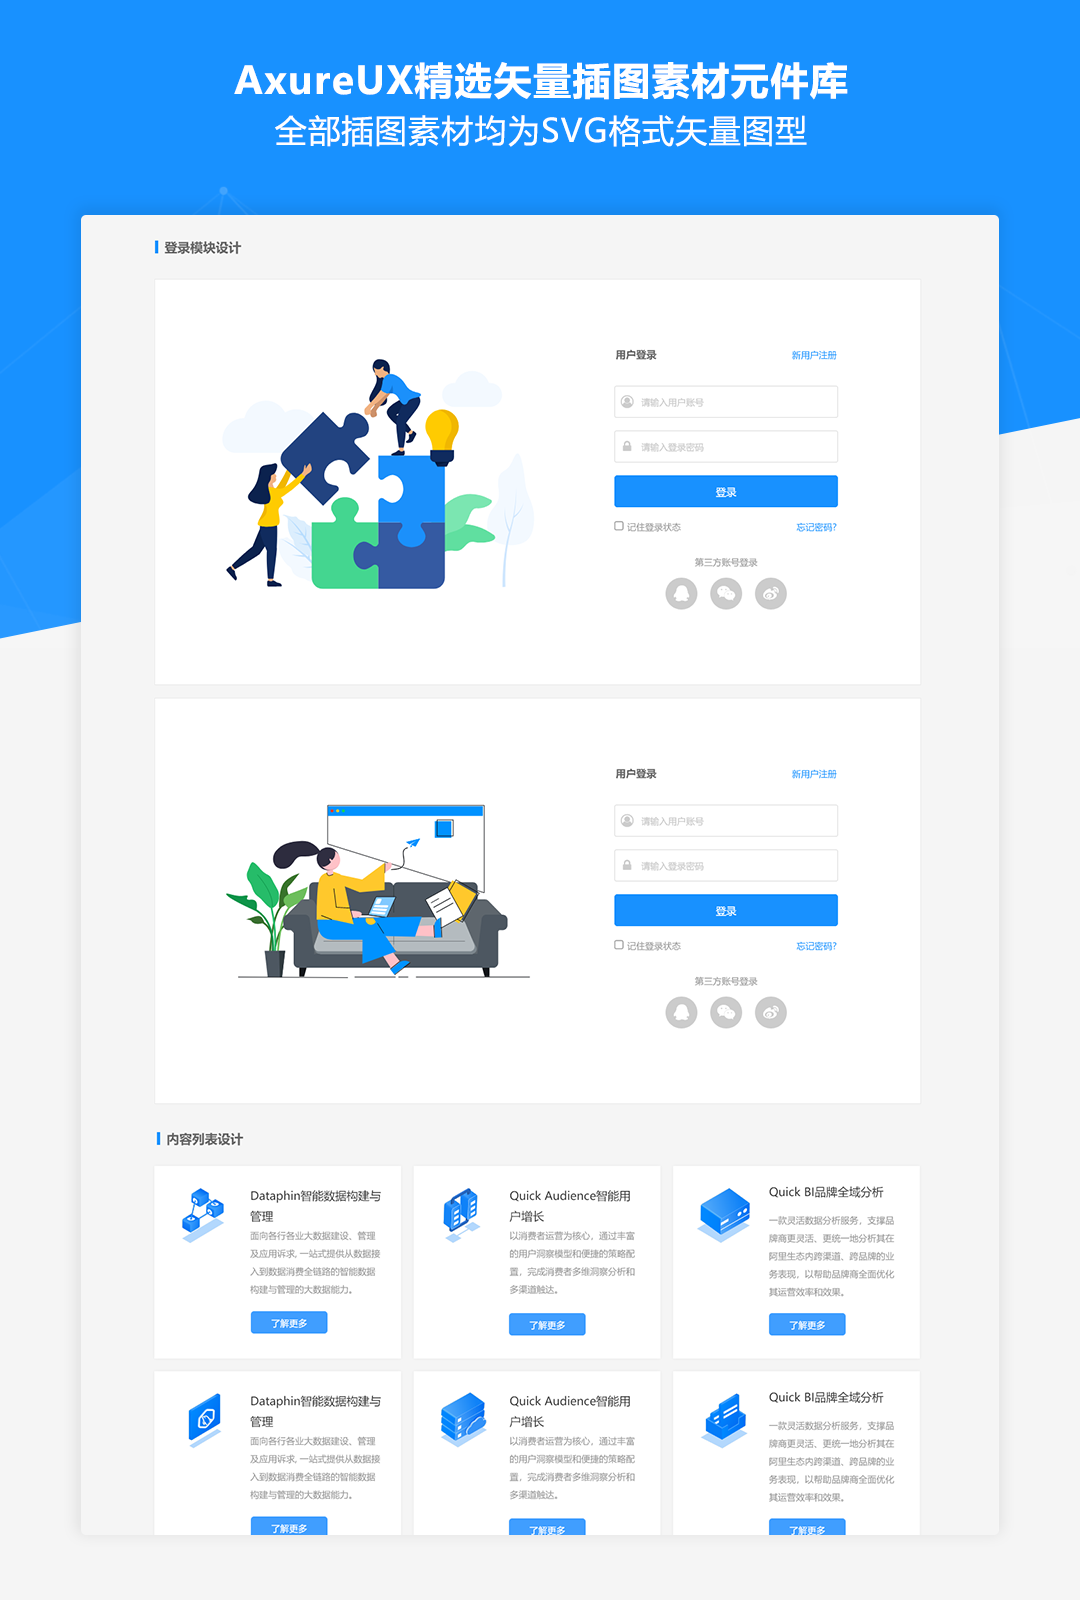 AxureUX精选矢量插图素材元件库
全部插图素材均为SVG格式矢量图型
登录模块设计
用户登录
新用户注册
请输入用户账号
请输入登录密码
登录
记住登录状态
忘记密码?
第三方账号登录
用户登录
新用户注册
请输入用户账号
请输入登录密码
登录
记住登录状态
忘记密码?
第三方账号登录
内容列表设计
Dataphin智能数据构建与
管理
面向各行各业大数据建设、管理
及应用诉求, 一站式提供从数据接
入到数据消费全链路的智能数据
构建与管理的大数据能力。
了解更多
Quick Audience智能用
户增长
以消费者运营为核心，通过丰富
的用户洞察模型和便捷的策略配
置，完成消费者多维洞察分析和
多渠道触达。
了解更多
Quick BI品牌全域分析
一款灵活数据分析服务，支撑品
牌商更灵活、更统一地分析其在
阿里生态内跨渠道、跨品牌的业
务表现，以帮助品牌商全面优化
其运营效率和效果。
了解更多
Dataphin智能数据构建与
管理
面向各行各业大数据建设、管理
及应用诉求, 一站式提供从数据接
入到数据消费全链路的智能数据
构建与管理的大数据能力。
了解更多
Quick Audience智能用
户增长
以消费者运营为核心，通过丰富
的用户洞察模型和便捷的策略配
置，完成消费者多维洞察分析和
多渠道触达。
了解更多
Quick BI品牌全域分析
一款灵活数据分析服务，支撑品
牌商更灵活、更统一地分析其在
阿里生态内跨渠道、跨品牌的业
务表现，以帮助品牌商全面优化
其运营效率和效果。
了解更多